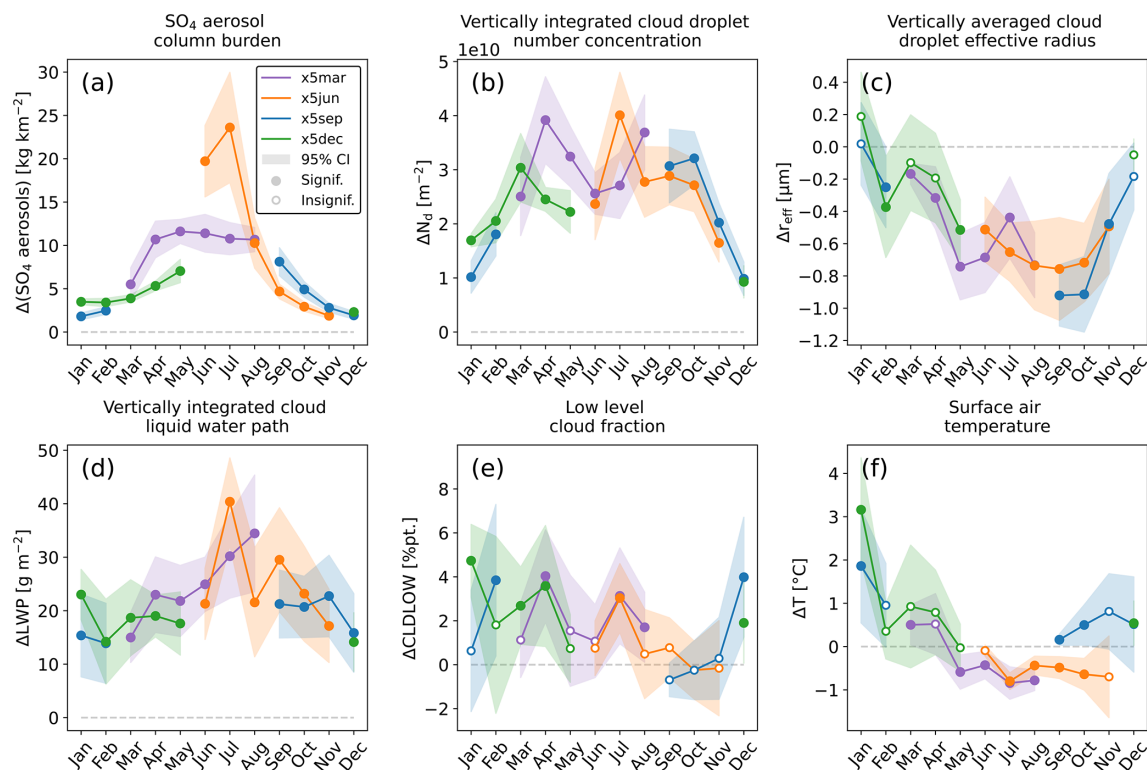 SO₄ aerosol
column burden
Δ(SO₄ aerosols) [kg km⁻²]
30
25
20
15
10
5
0
(a)
x5mar
x5jun
x5sep
x5dec
95% CI
Signif.
Insignif.
Jan Feb Mar Apr May Jun Jul Aug Sep Oct Nov Dec
Vertically integrated cloud droplet
number concentration
1e10
ΔN_d [m⁻²]
5
4
3
2
1
0
(b)
Jan Feb Mar Apr May Jun Jul Aug Sep Oct Nov Dec
Vertically averaged cloud
droplet effective radius
Δr_eff [μm]
0.4
0.2
0.0
−0.2
−0.4
−0.6
−0.8
−1.0
−1.2
(c)
Jan Feb Mar Apr May Jun Jul Aug Sep Oct Nov Dec
Vertically integrated cloud
liquid water path
ΔLWP [g m⁻²]
50
40
30
20
10
0
(d)
Jan Feb Mar Apr May Jun Jul Aug Sep Oct Nov Dec
Low level
cloud fraction
ΔCLDLOW [%pt.]
8
6
4
2
0
−2
(e)
Jan Feb Mar Apr May Jun Jul Aug Sep Oct Nov Dec
Surface air
temperature
ΔT [°C]
4
3
2
1
0
−1
(f)
Jan Feb Mar Apr May Jun Jul Aug Sep Oct Nov Dec